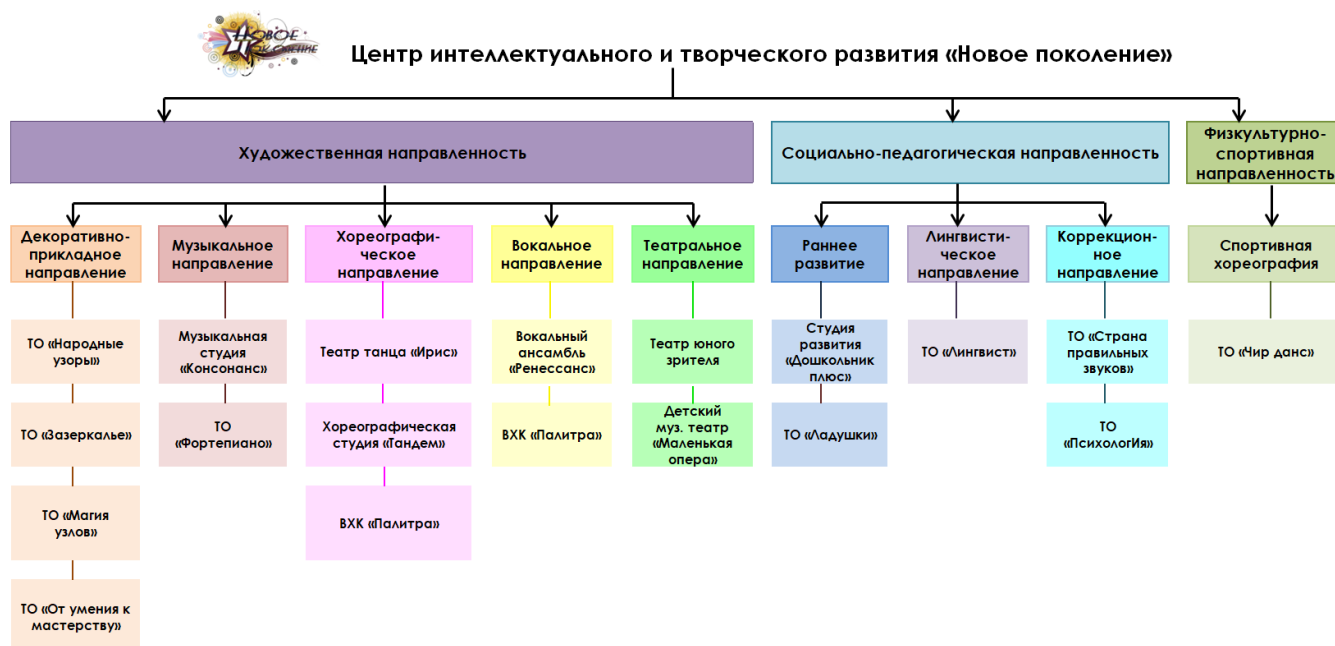 НОВОЕ
ПОКОЛЕНИЕ
Центр интеллектуального и творческого развития «Новое поколение»
Художественная направленность
Социально-педагогическая направленность
Физкультурно-
спортивная
направленность
Декоративно-
прикладное
направление
Музыкальное
направление
Хореографи-
ческое
направление
Вокальное
направление
Театральное
направление
Раннее
развитие
Лингвисти-
ческое
направление
Коррекцион-
ное
направление
Спортивная
хореография
ТО «Народные
узоры»
Музыкальная
студия
«Консонанс»
Театр танца «Ирис»
Вокальный
ансамбль
«Ренессанс»
Театр юного
зрителя
Студия
развития
«Дошкольник
плюс»
ТО «Лингвист»
ТО «Страна
правильных
звуков»
ТО «Чир данс»
ТО «Зазеркалье»
ТО
«Фортепиано»
Хореографическая
студия «Тандем»
ВХК «Палитра»
Детский
муз. театр
«Маленькая
опера»
ТО «Ладушки»
ТО
«ПсихологИя»
ТО «Магия
узлов»
ВХК «Палитра»
ТО «От умения к
мастерству»